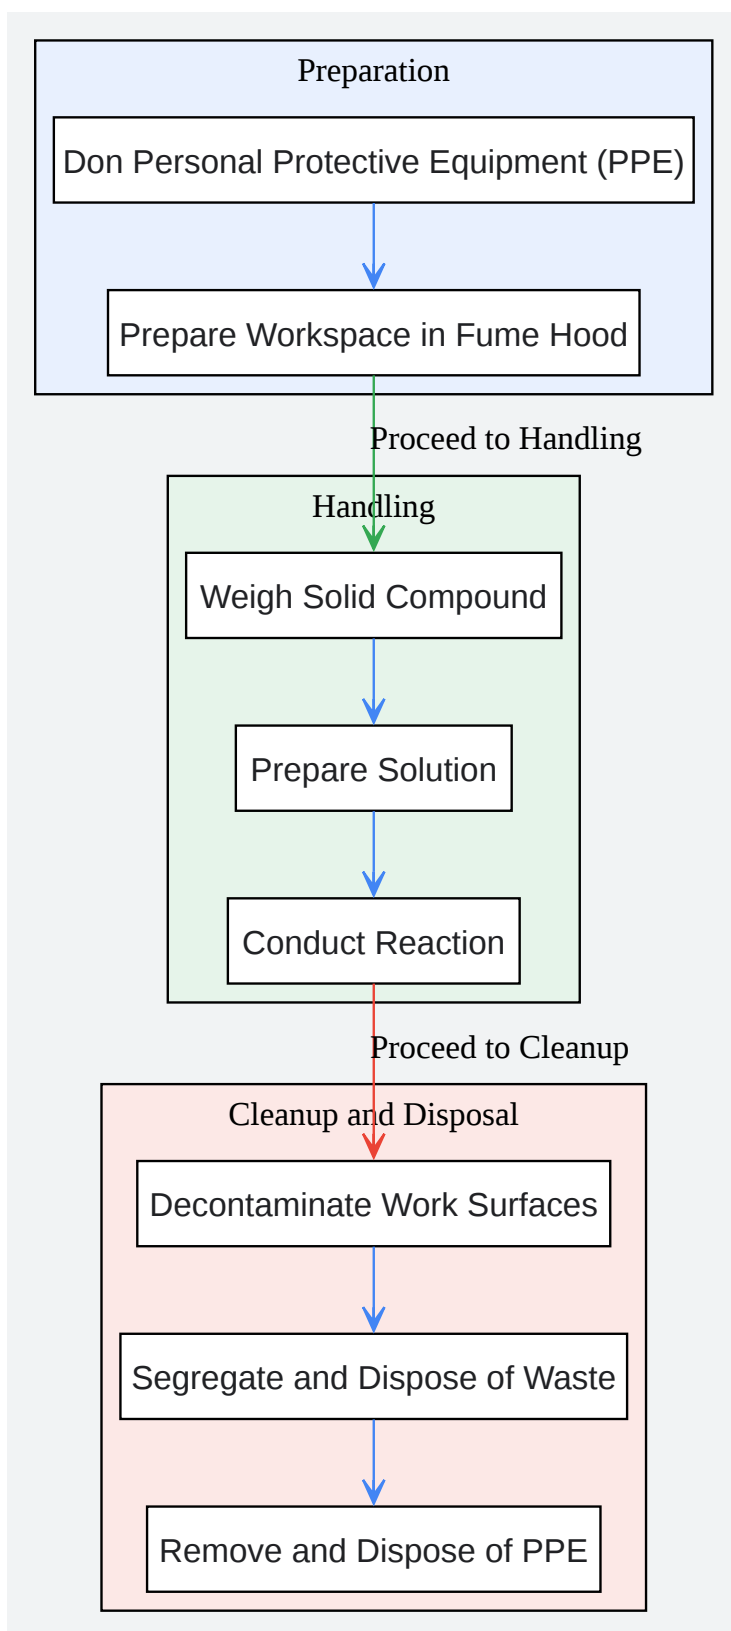 Preparation
Don Personal Protective Equipment (PPE)
Prepare Workspace in Fume Hood
Proceed to Handling
Handling
Weigh Solid Compound
Prepare Solution
Conduct Reaction
Proceed to Cleanup
Cleanup and Disposal
Decontaminate Work Surfaces
Segregate and Dispose of Waste
Remove and Dispose of PPE